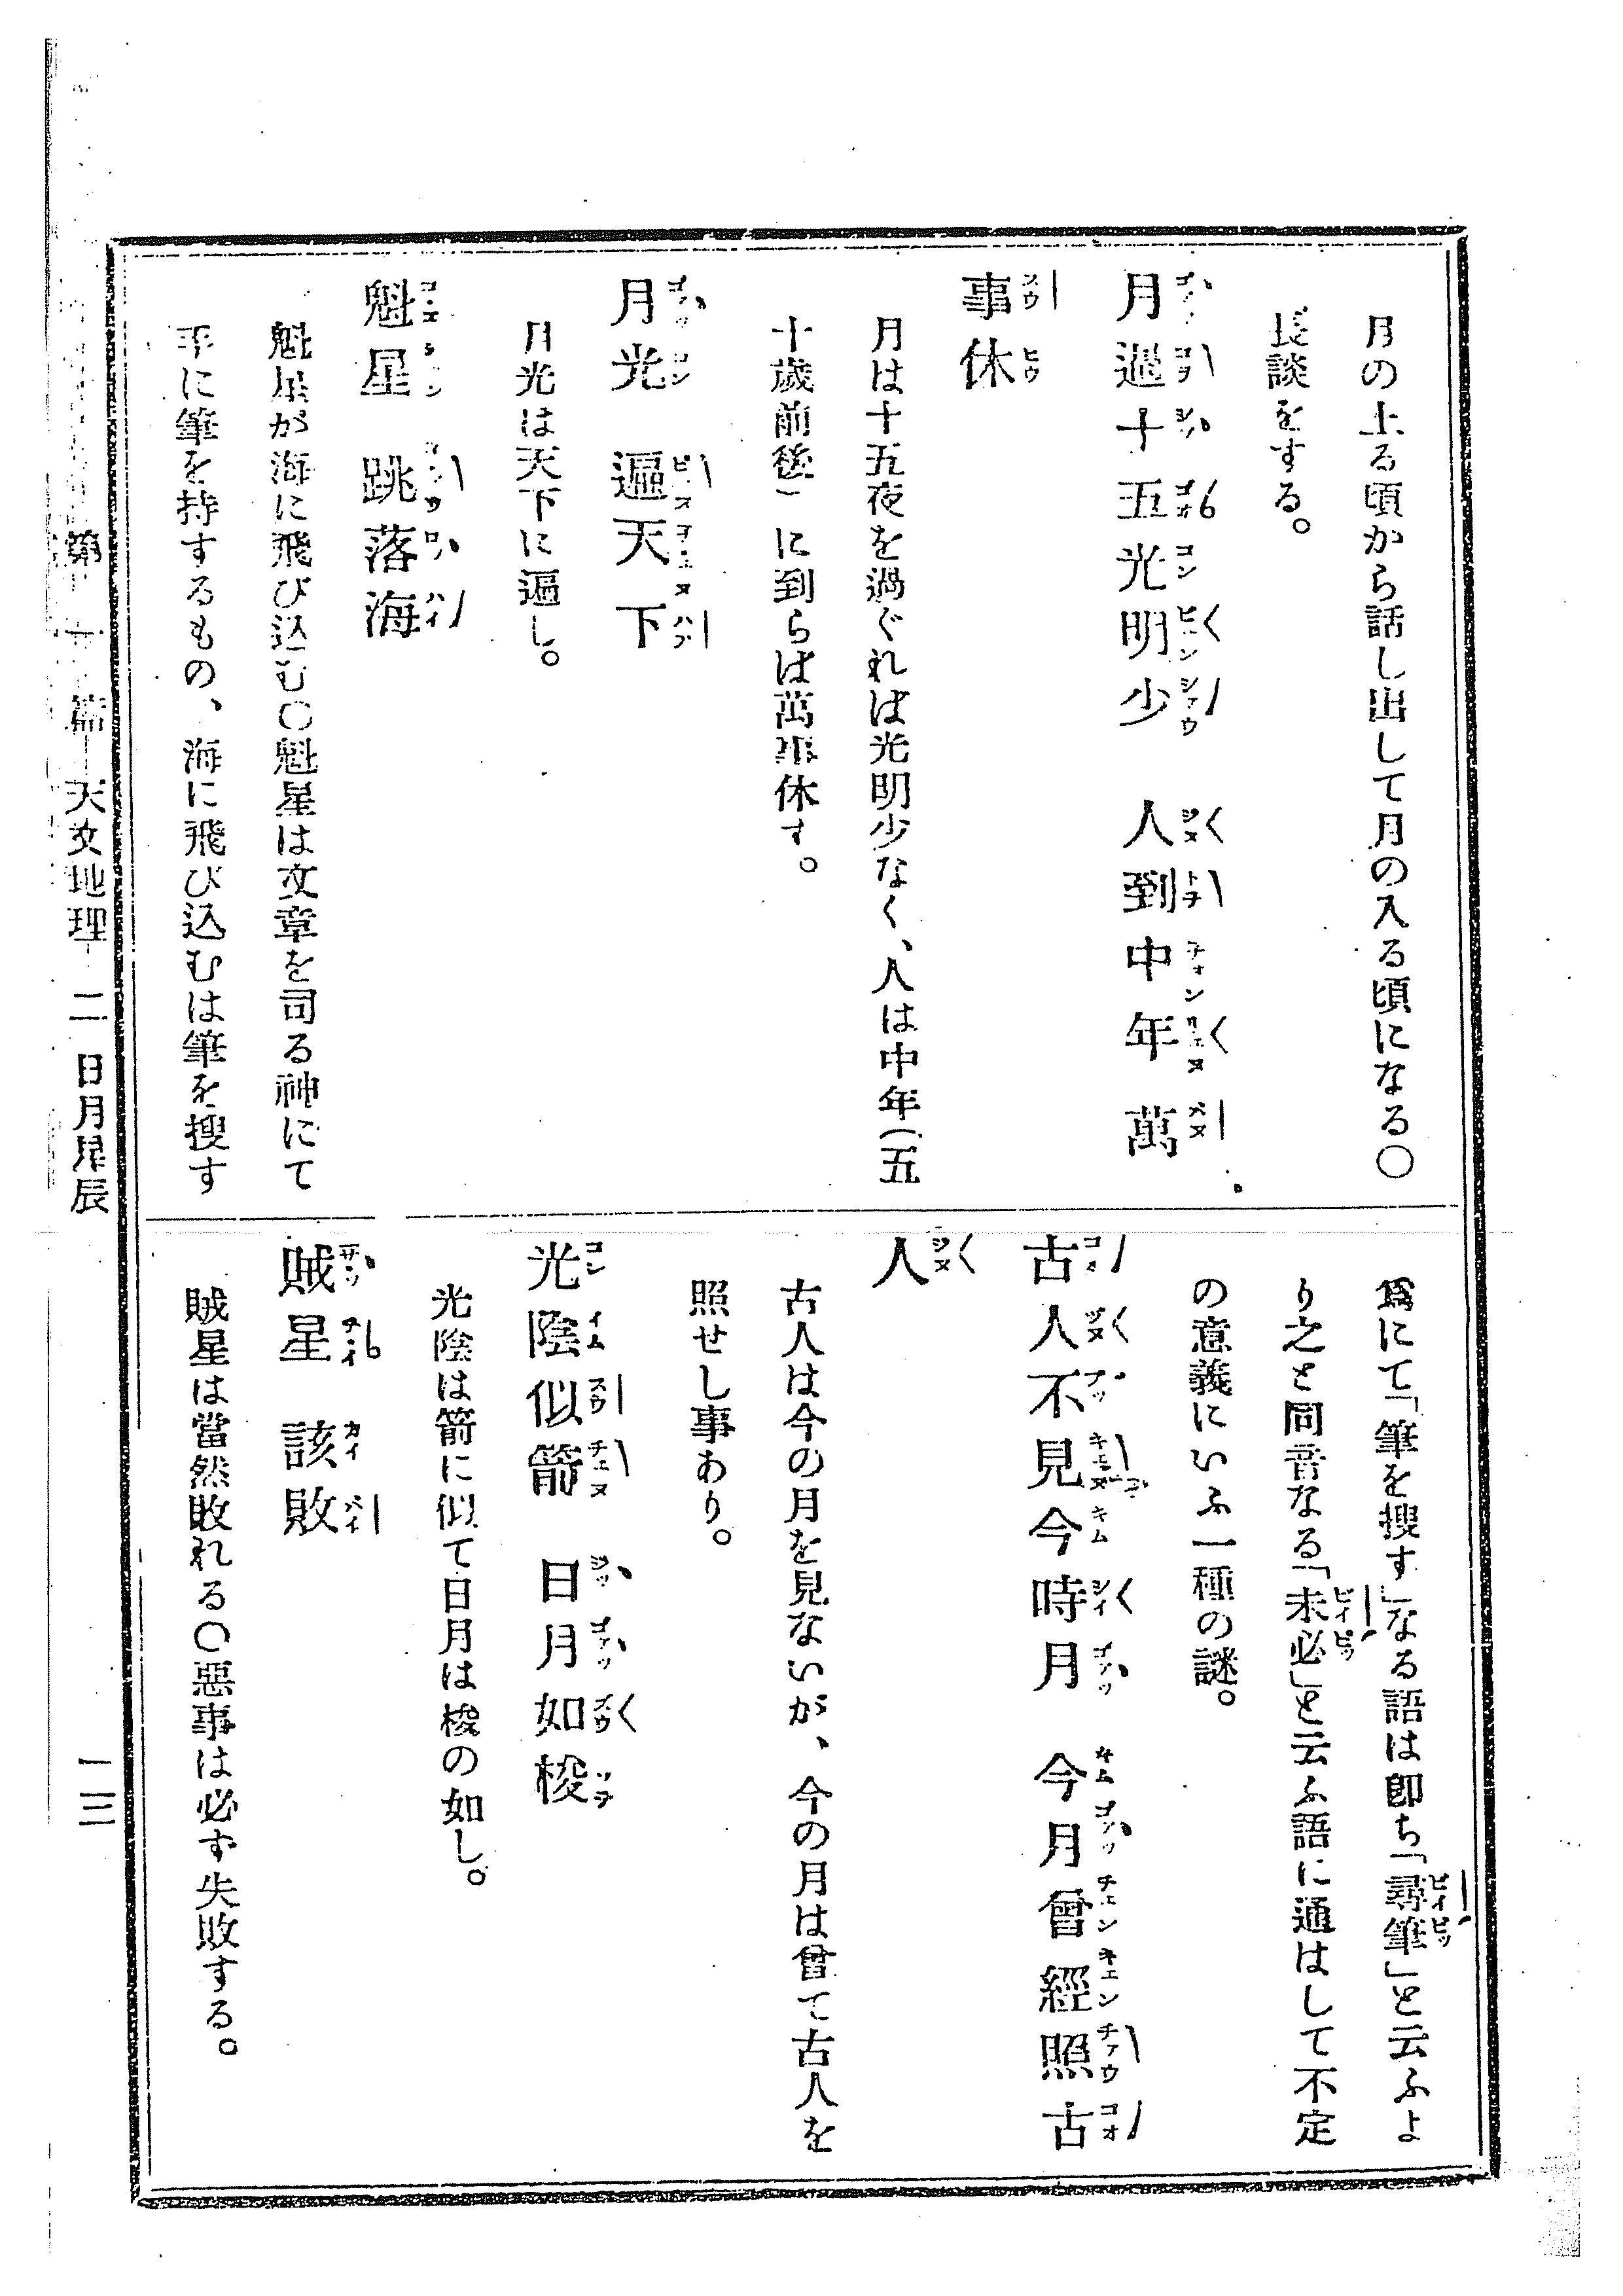 月の上る頃から話し出して月の入る頃になる〇
長談をする。
月過十五光明少　人到中年萬
事休
月は十五夜を過ぐれば光明少なく、人は中年(五
十歲前後)に到らば萬事休す。
月光　遍天下
月光は天下に遍し。
魁星　跳落海
魁星が海に飛び込む〇魁星は文章を司る神にて
手に筆を持するもの、海に飛び込むは筆を搜す
爲にて「筆を搜す」なる語は卽ち「尋筆」と云ふよ
り之と同音なる「未必」と云ふ語に通はして不定
の意義にいふ一種の謎。
古人不見今時月　今月曾經照古
人
古人は今の月を見ないが、今の月は曾て古人を
照せし事あり。
光陰似箭　日月如梭
光陰は箭に似て日月は梭の如し。
賊星　該敗
賊星は當然敗れる〇惡事は必ず失敗する。
第一篇　天文地理　二　日月星辰　一三